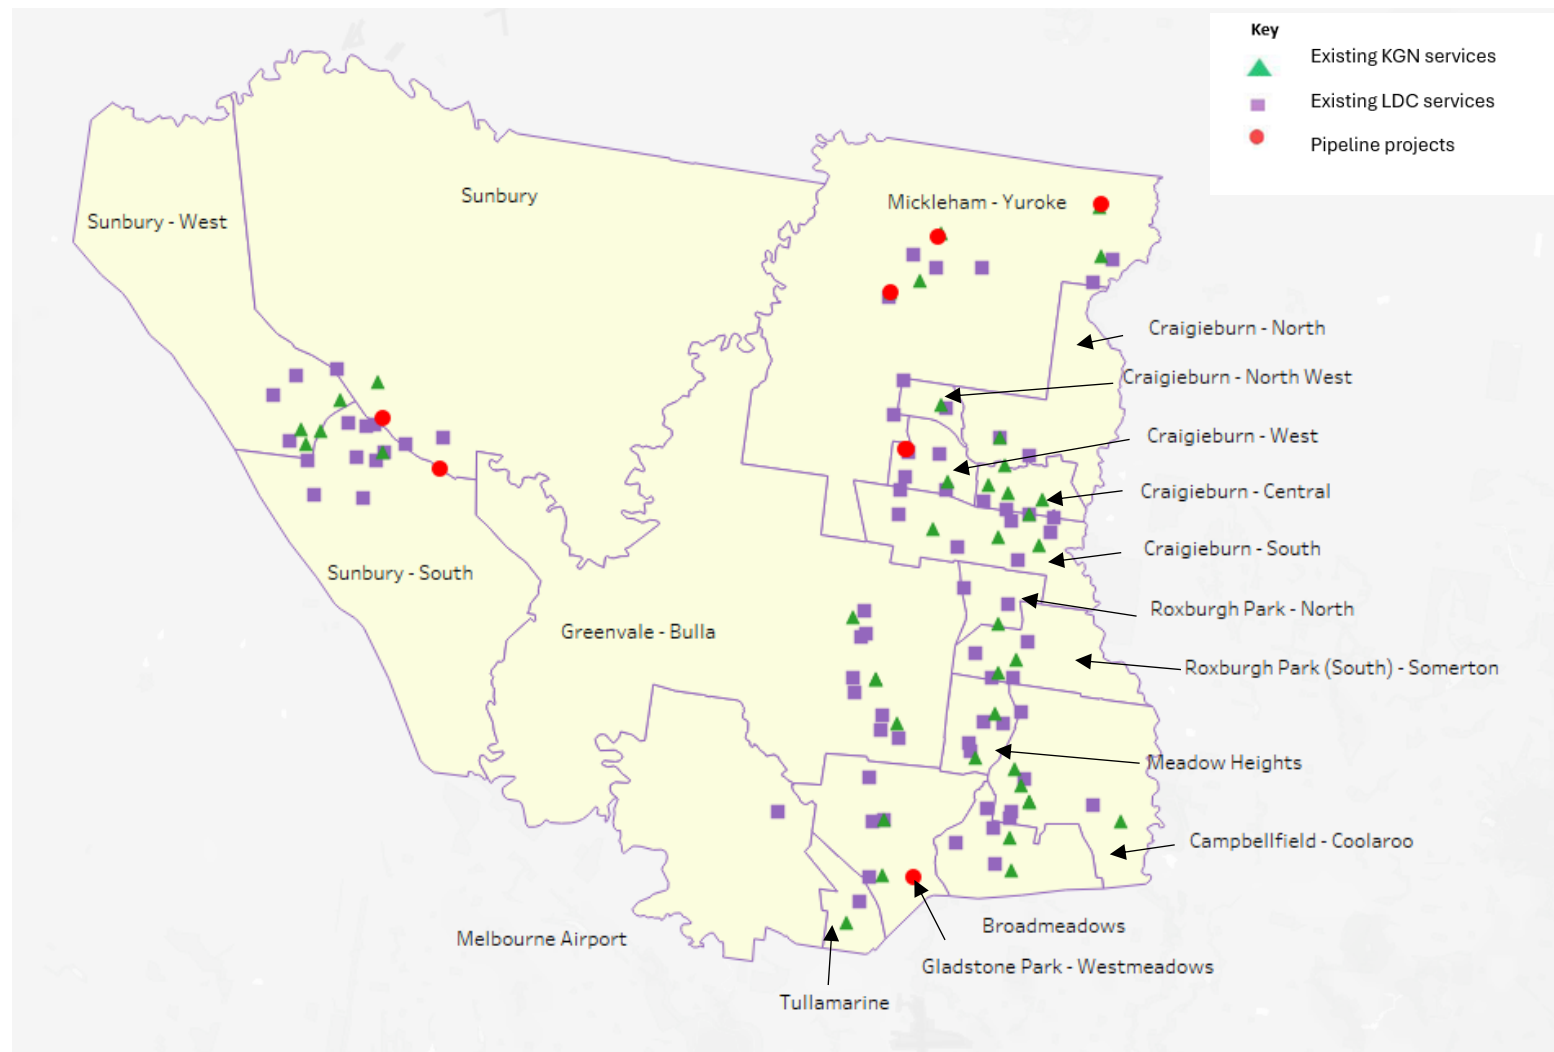 Key
Existing KGN services
Existing LDC services
Pipeline projects
Sunbury
Mickleham - Yuroke
Sunbury - West
Craigieburn - North
Craigieburn - North West
Craigieburn - West
Craigieburn - Central
Craigieburn - South
Sunbury - South
Roxburgh Park - North
Greenvale - Bulla
Roxburgh Park (South) - Somerton
Meadow Heights
Campbellfield - Coolaroo
Broadmeadows
Melbourne Airport
Gladstone Park - Westmeadows
Tullamarine